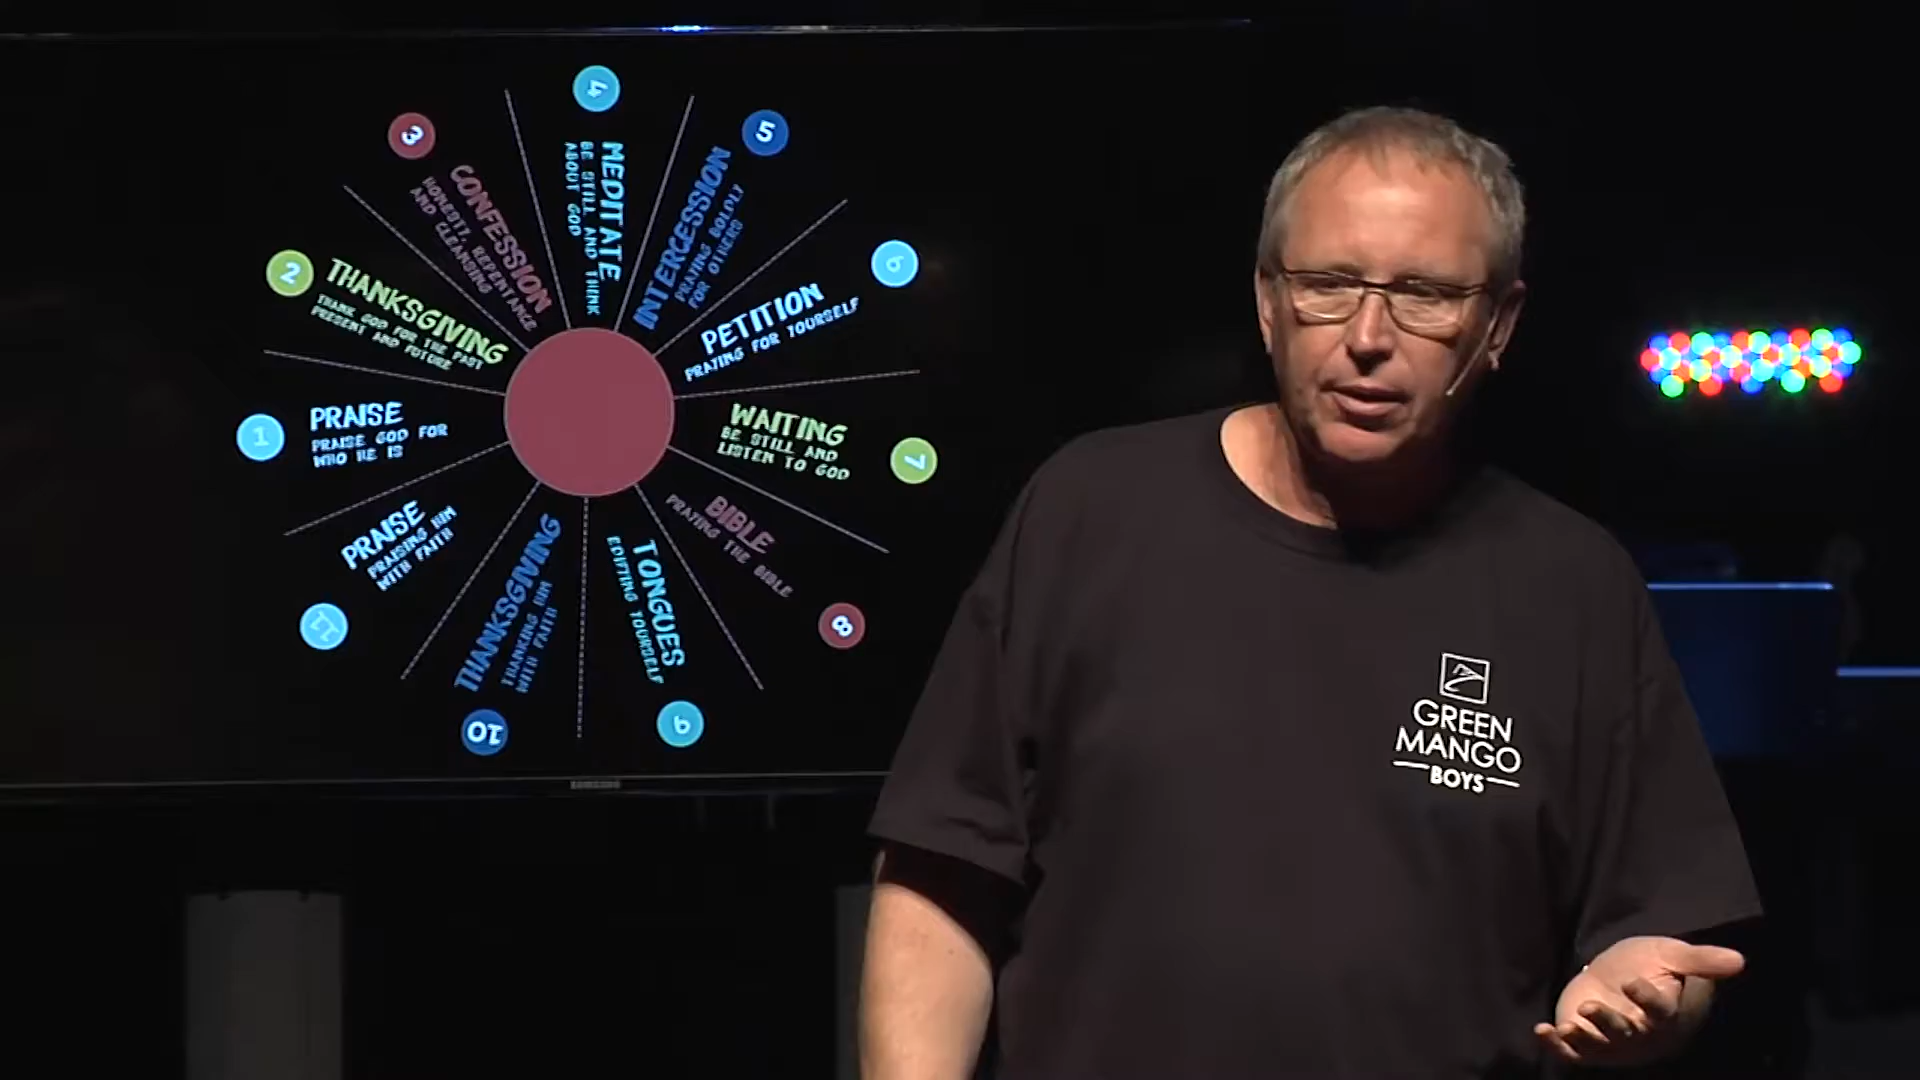 1
PRAISE
PRAISE GOD FOR
WHO HE IS
2
THANKSGIVING
THANK GOD FOR THE PAST
PRESENT AND FUTURE
3
CONFESSION
HONESTY, REPENTANCE
AND CLEANSING
4
MEDITATE
BE STILL AND THINK
ABOUT GOD
5
INTERCESSION
PRAYING BOLDLY
FOR OTHERS
6
PETITION
PRAYING FOR YOURSELF
7
WAITING
BE STILL AND
LISTEN TO GOD
8
BIBLE
PRAYING THE BIBLE
9
TONGUES
EDIFYING YOURSELF
10
THANKSGIVING
THANKING HIM
WITH FAITH
11
PRAISE
PRAISING HIM
WITH FAITH
SAMSUNG
GREEN
MANGO
BOYS